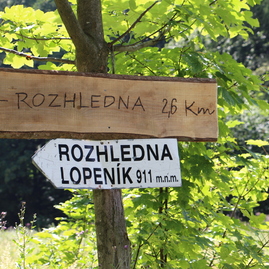 - ROZHLEDNA 2,6 Km
ROZHLEDNA
LOPENÍK 911 m.n.m.